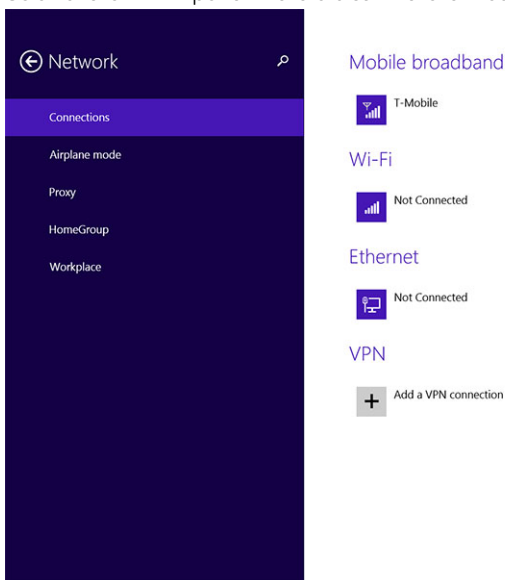 Network
Connections
Airplane mode
Proxy
HomeGroup
Workplace
Mobile broadband
T-Mobile
Wi-Fi
Not Connected
Ethernet
Not Connected
VPN
Add a VPN connection